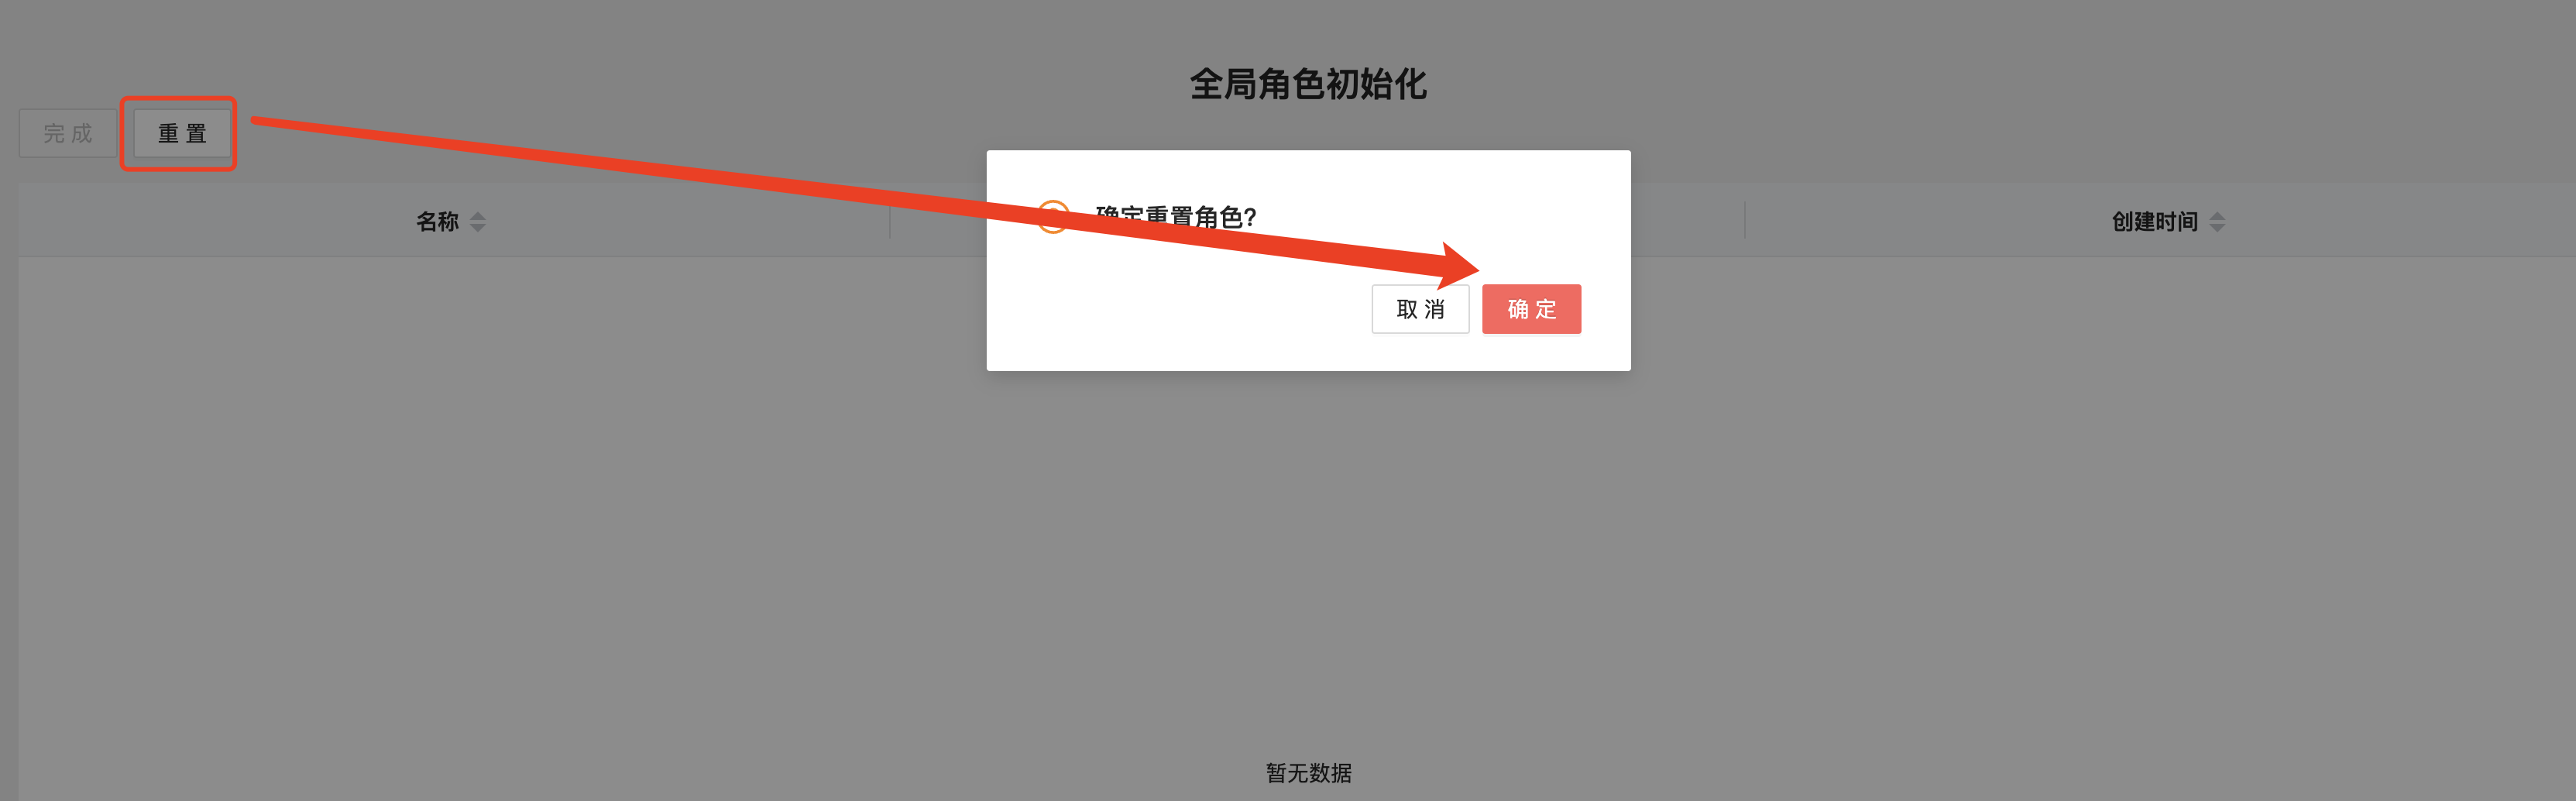 全局角色初始化
完成
重置
名称
创建时间
确定重置角色?
取消
确定
暂无数据